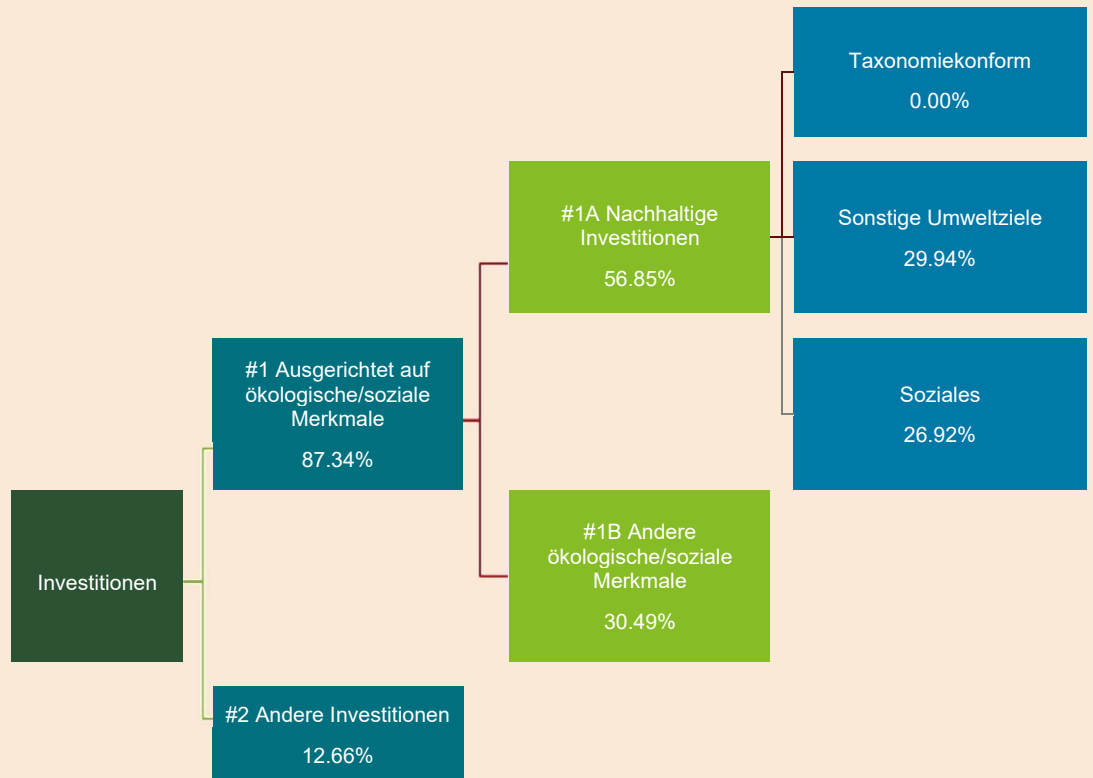 Taxonomiekonform
0.00%
#1A Nachhaltige
Investitionen
56.85%
Sonstige Umweltziele
29.94%
#1 Ausgerichtet auf
ökologische/soziale
Merkmale
87.34%
Soziales
26.92%
Investitionen
#1B Andere
ökologische/soziale
Merkmale
30.49%
#2 Andere Investitionen
12.66%